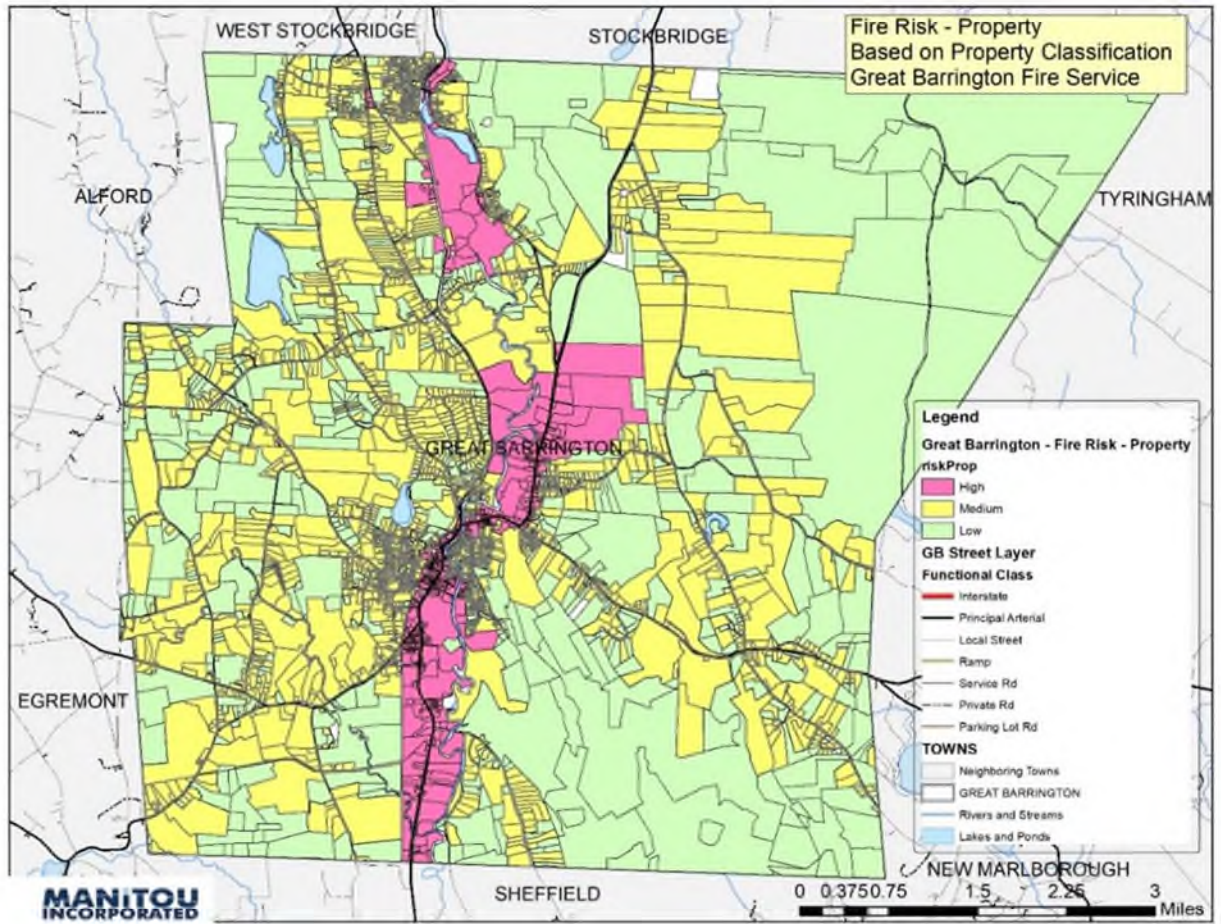 WEST STOCKBRIDGE
STOCKBRIDGE
Fire Risk - Property
Based on Property Classification
Great Barrington Fire Service
ALFORD
TYRINGHAM
GREAT BARRINGTON
Legend
Great Barrington - Fire Risk - Property
riskProp
High
Medium
Low
GB Street Layer
Functional Class
Interstate
Principal Arterial
Local Street
Ramp
Service Rd
Private Rd
Parking Lot Rd
TOWNS
Neighboring Towns
GREAT BARRINGTON
Rivers and Streams
Lakes and Ponds
EGREMONT
NEW MARLBOROUGH
SHEFFIELD
0 0.375 0.75 1.5 2.25 3
Miles
MANITOU
INCORPORATED